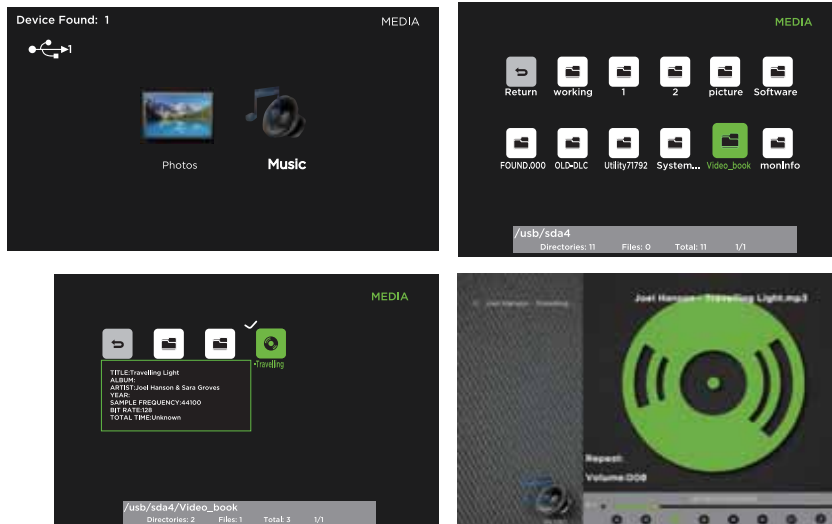 Device Found: 1
MEDIA
1
Photos
Music
MEDIA
Return
working
1
2
picture
Software
FOUND.000
OLD-DLC
Utility71792
System...
Video_book
monInfo
/usb/sda4
Directories: 11 Files: 0 Total: 11 1/1
MEDIA
•Travelling
TITLE:Travelling Light
ALBUM:
ARTIST:Joel Hanson & Sara Groves
YEAR:
SAMPLE FREQUENCY:44100
BIT RATE:128
TOTAL TIME:Unknown
/usb/sda4/Video_book
Directories: 2 Files: 1 Total: 3 1/1
Joel Hanson - Travelling
Joel Hanson - Travelling Light.mp3
Repeat:
Volume:008